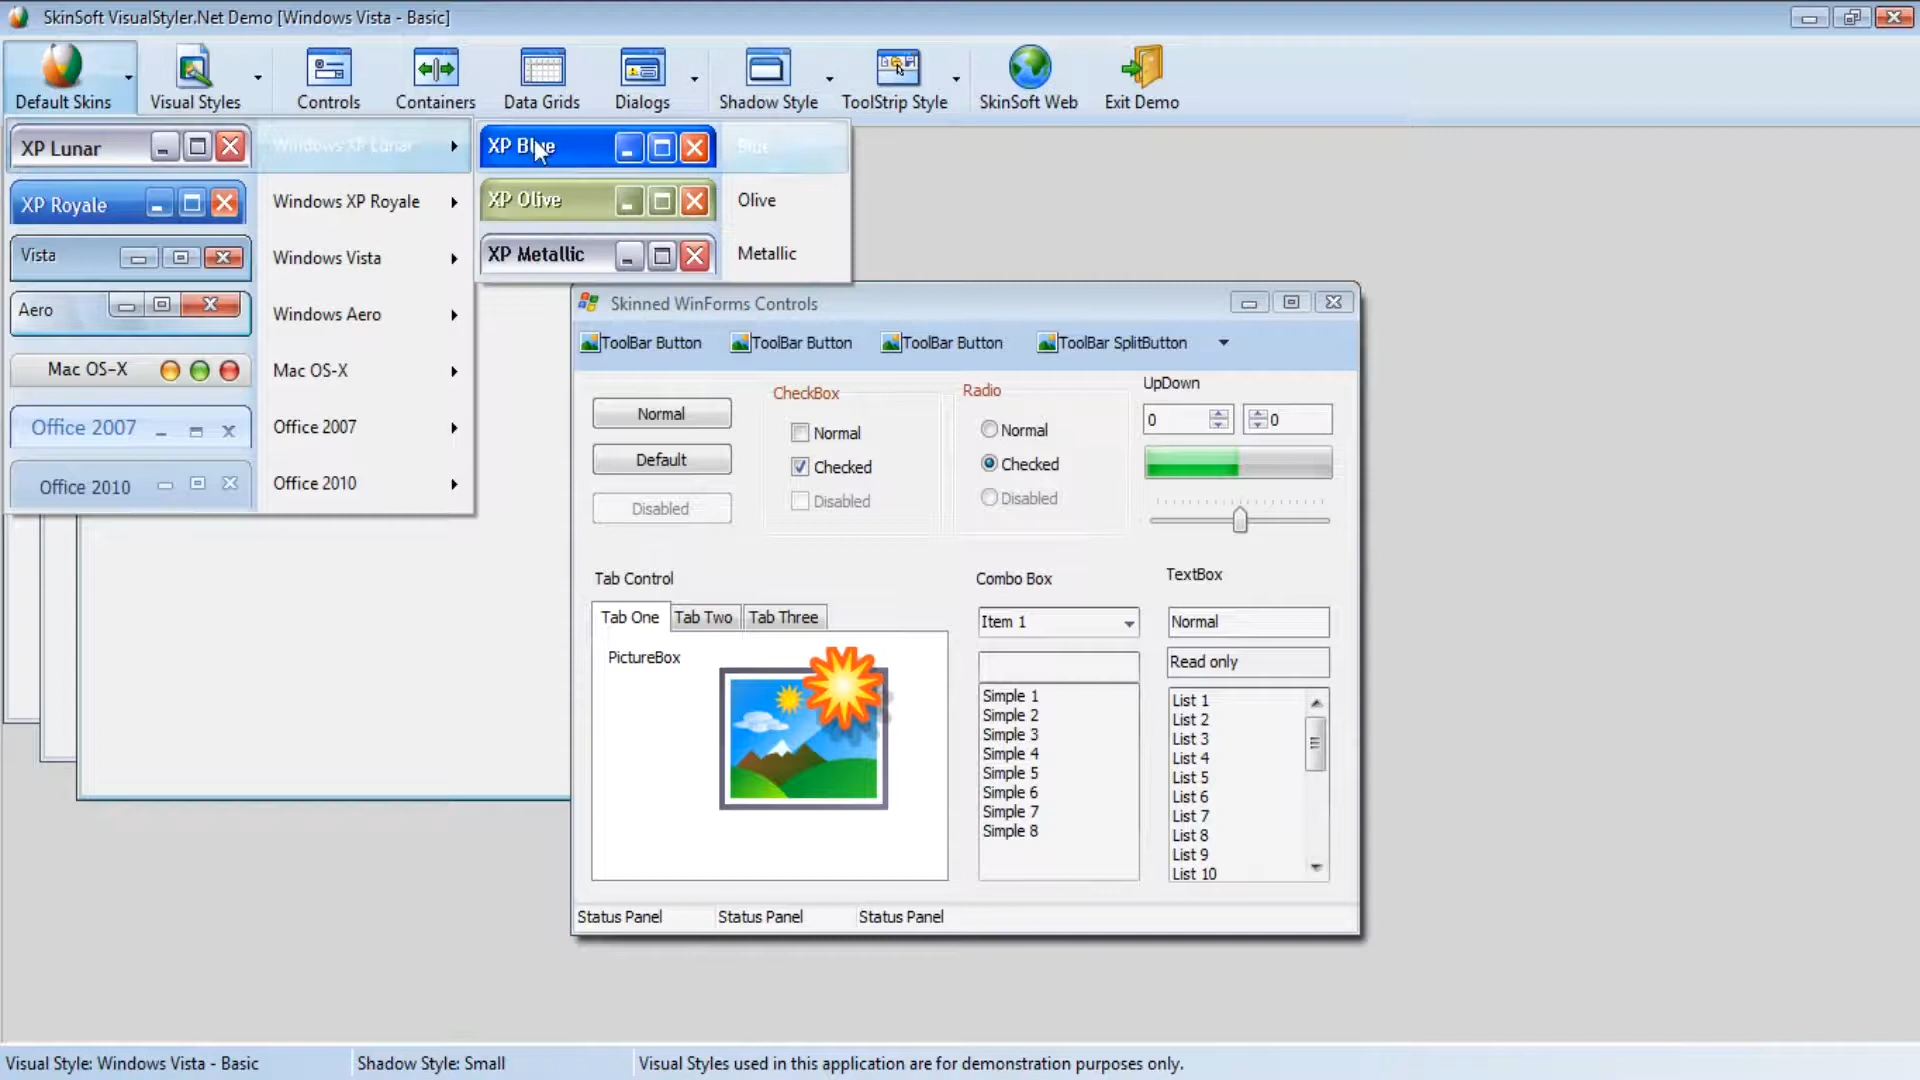 SkinSoft VisualStyler.Net Demo [Windows Vista - Basic]
Default Skins
Visual Styles
Controls
Containers
Data Grids
Dialogs
Shadow Style
ToolStrip Style
SkinSoft Web
Exit Demo
XP Lunar
Windows XP Lunar
XP Blue
Blue
XP Royale
Windows XP Royale
XP Olive
Olive
Vista
Windows Vista
XP Metallic
Metallic
Aero
Windows Aero
Mac OS-X
Mac OS-X
Office 2007
Office 2007
Office 2010
Office 2010
Skinned WinForms Controls
ToolBar Button
ToolBar Button
ToolBar Button
ToolBar SplitButton
Normal
Default
Disabled
CheckBox
Normal
Checked
Disabled
Radio
Normal
Checked
Disabled
UpDown
0
0
Tab Control
Tab One
Tab Two
Tab Three
PictureBox
Combo Box
Item 1
Simple 1
Simple 2
Simple 3
Simple 4
Simple 5
Simple 6
Simple 7
Simple 8
TextBox
Normal
Read only
List 1
List 2
List 3
List 4
List 5
List 6
List 7
List 8
List 9
List 10
Status Panel
Status Panel
Status Panel
Visual Style: Windows Vista - Basic
Shadow Style: Small
Visual Styles used in this application are for demonstration purposes only.